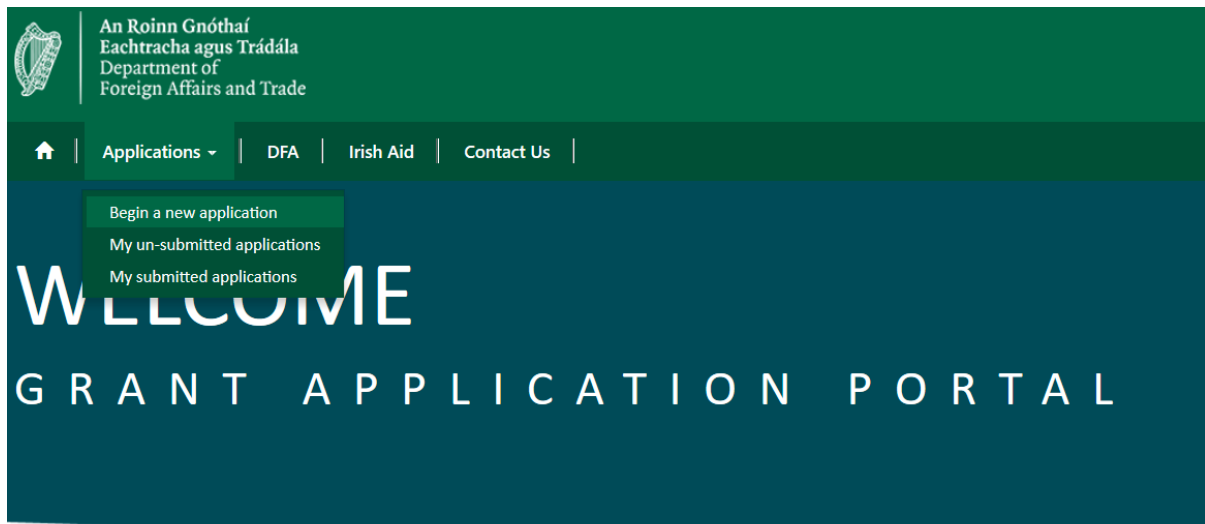 An Roinn Gnóthaí
Eachtracha agus Trádála
Department of
Foreign Affairs and Trade
Applications DFA Irish Aid Contact Us
Begin a new application
My un-submitted applications
My submitted applications
WELCOME
GRANT APPLICATION PORTAL